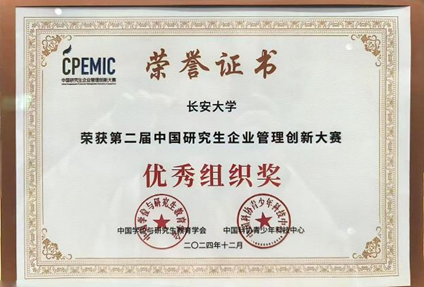 CPEMIC
中国研究生企业管理创新大赛
荣誉证书
长安大学
荣获第二届中国研究生企业管理创新大赛
优秀组织奖
中国学位与研究生教育学会 中国科协青少年科技中心
二〇二四年十二月